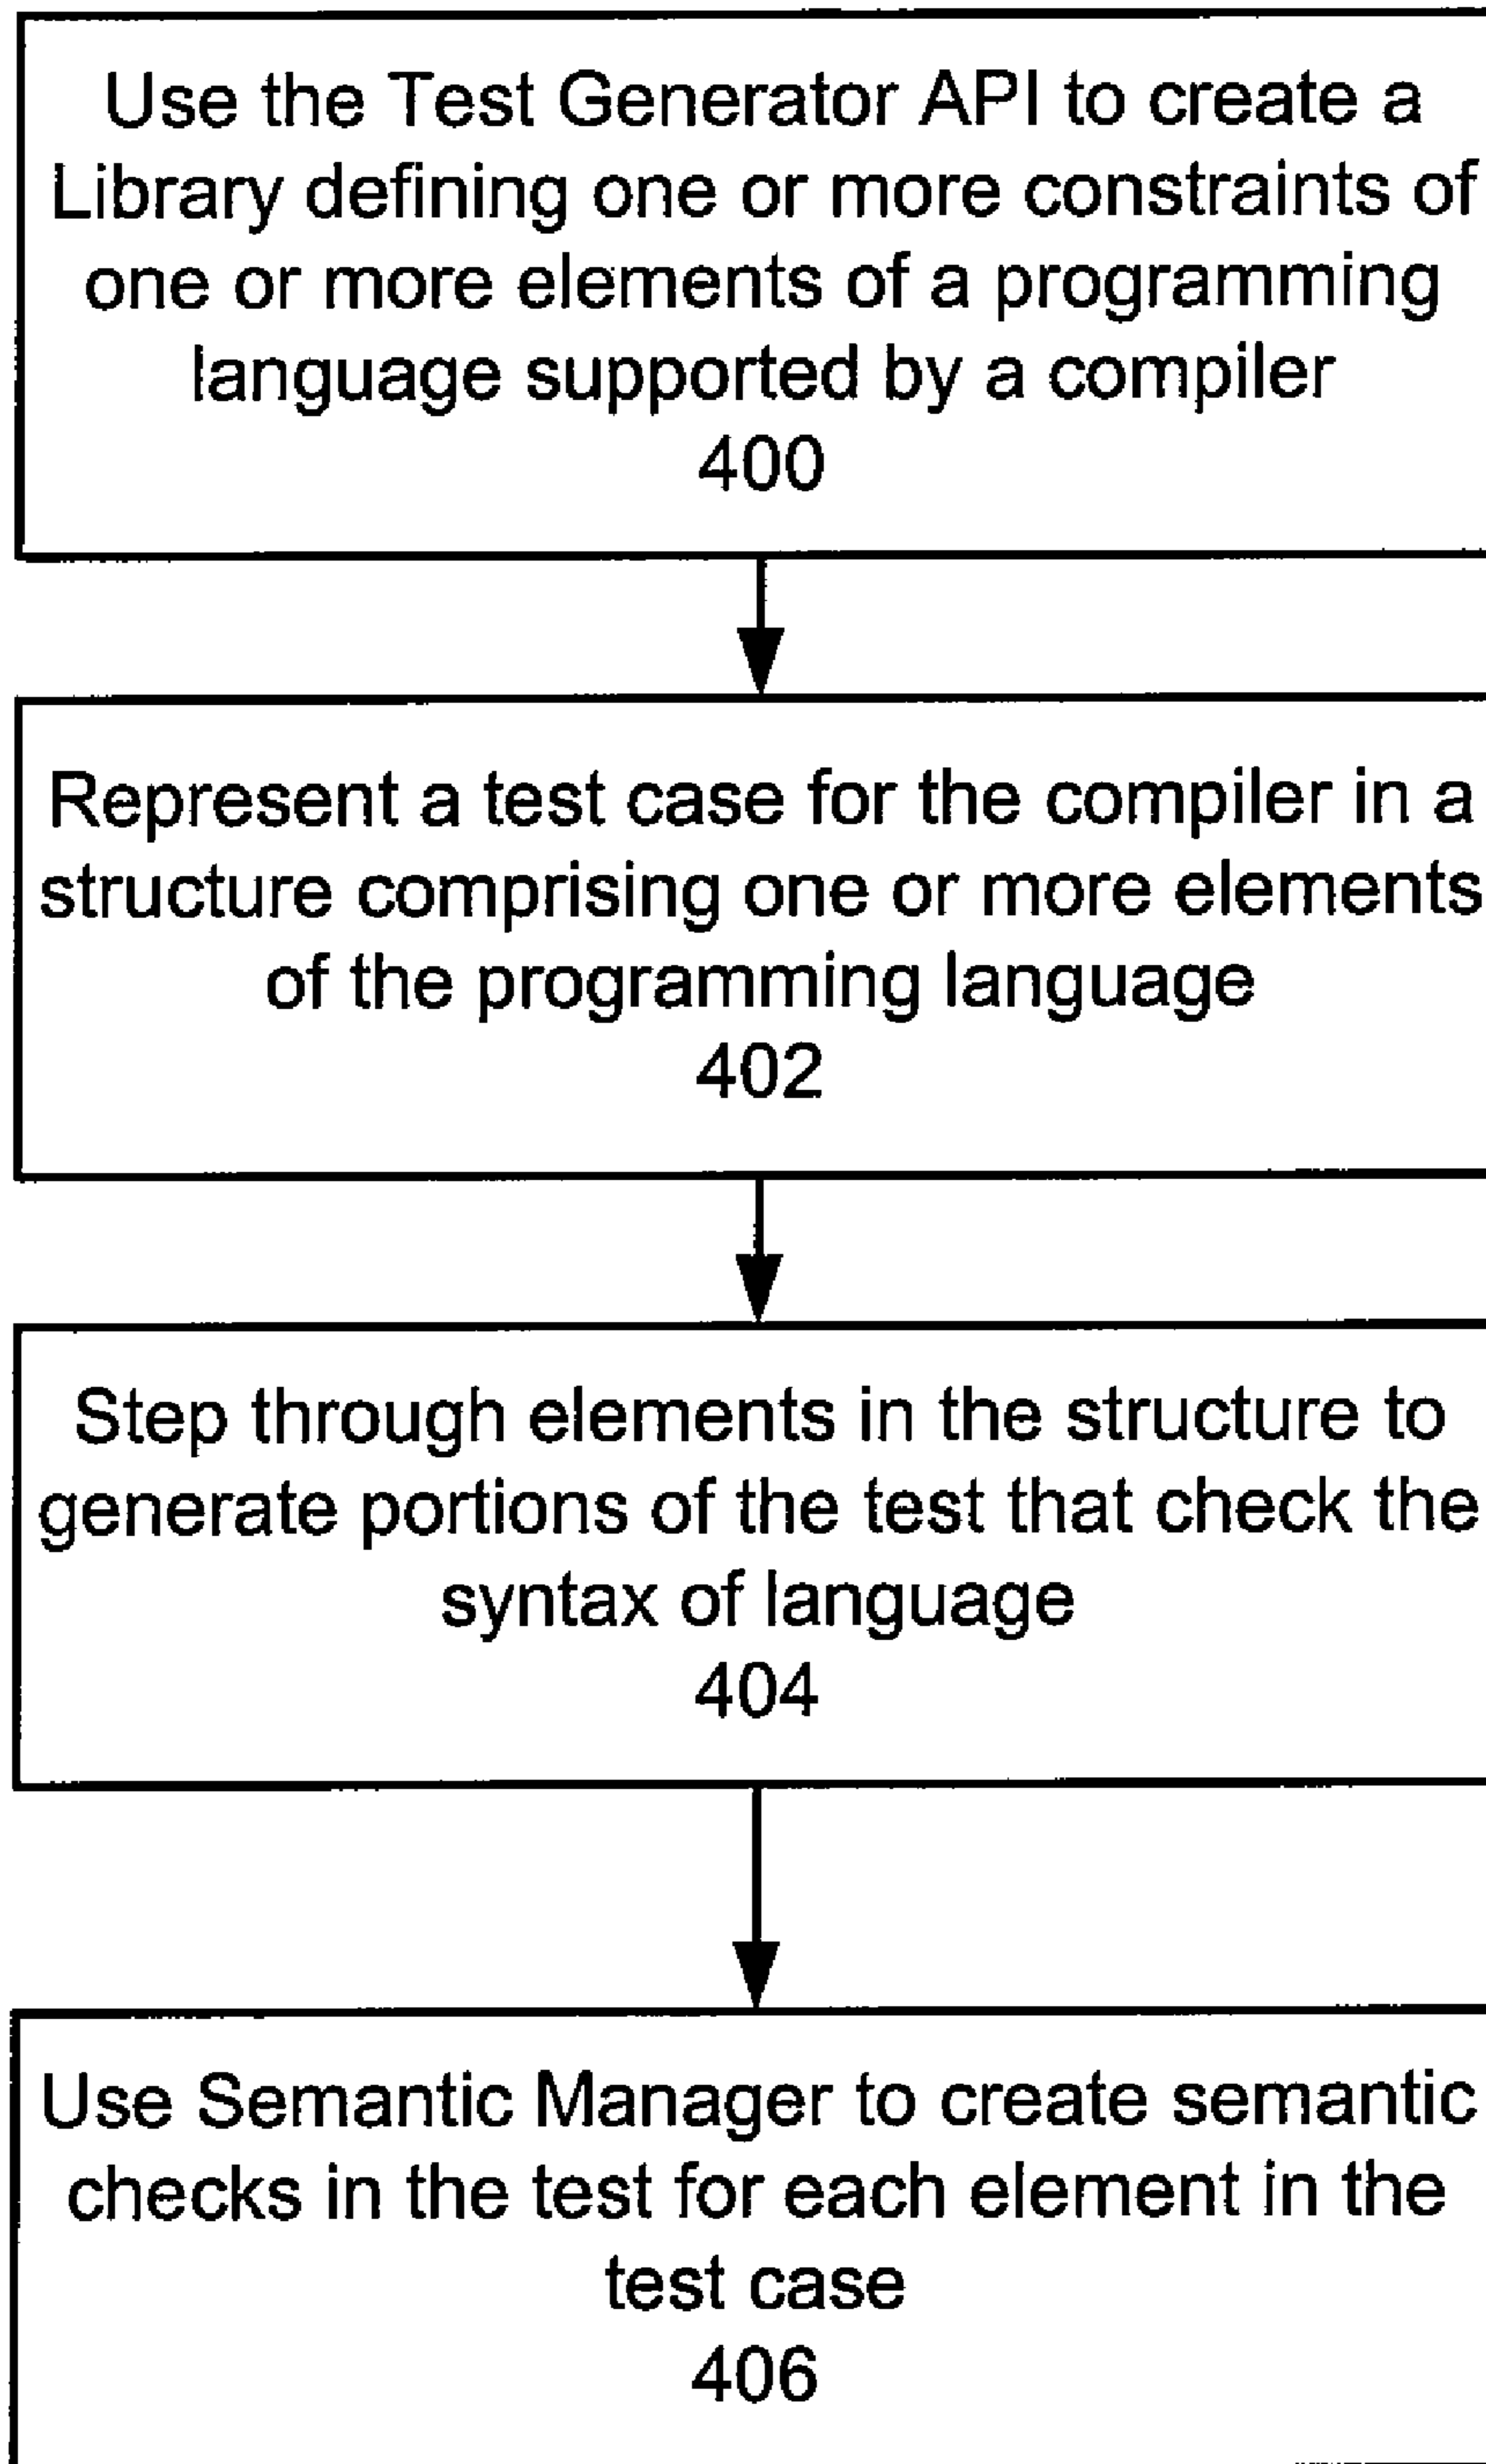 Use the Test Generator API to create a
Library defining one or more constraints of
one or more elements of a programming
language supported by a compiler
400
Represent a test case for the compiler in a
structure comprising one or more elements
of the programming language
402
Step through elements in the structure to
generate portions of the test that check the
syntax of language
404
Use Semantic Manager to create semantic
checks in the test for each element in the
test case
406